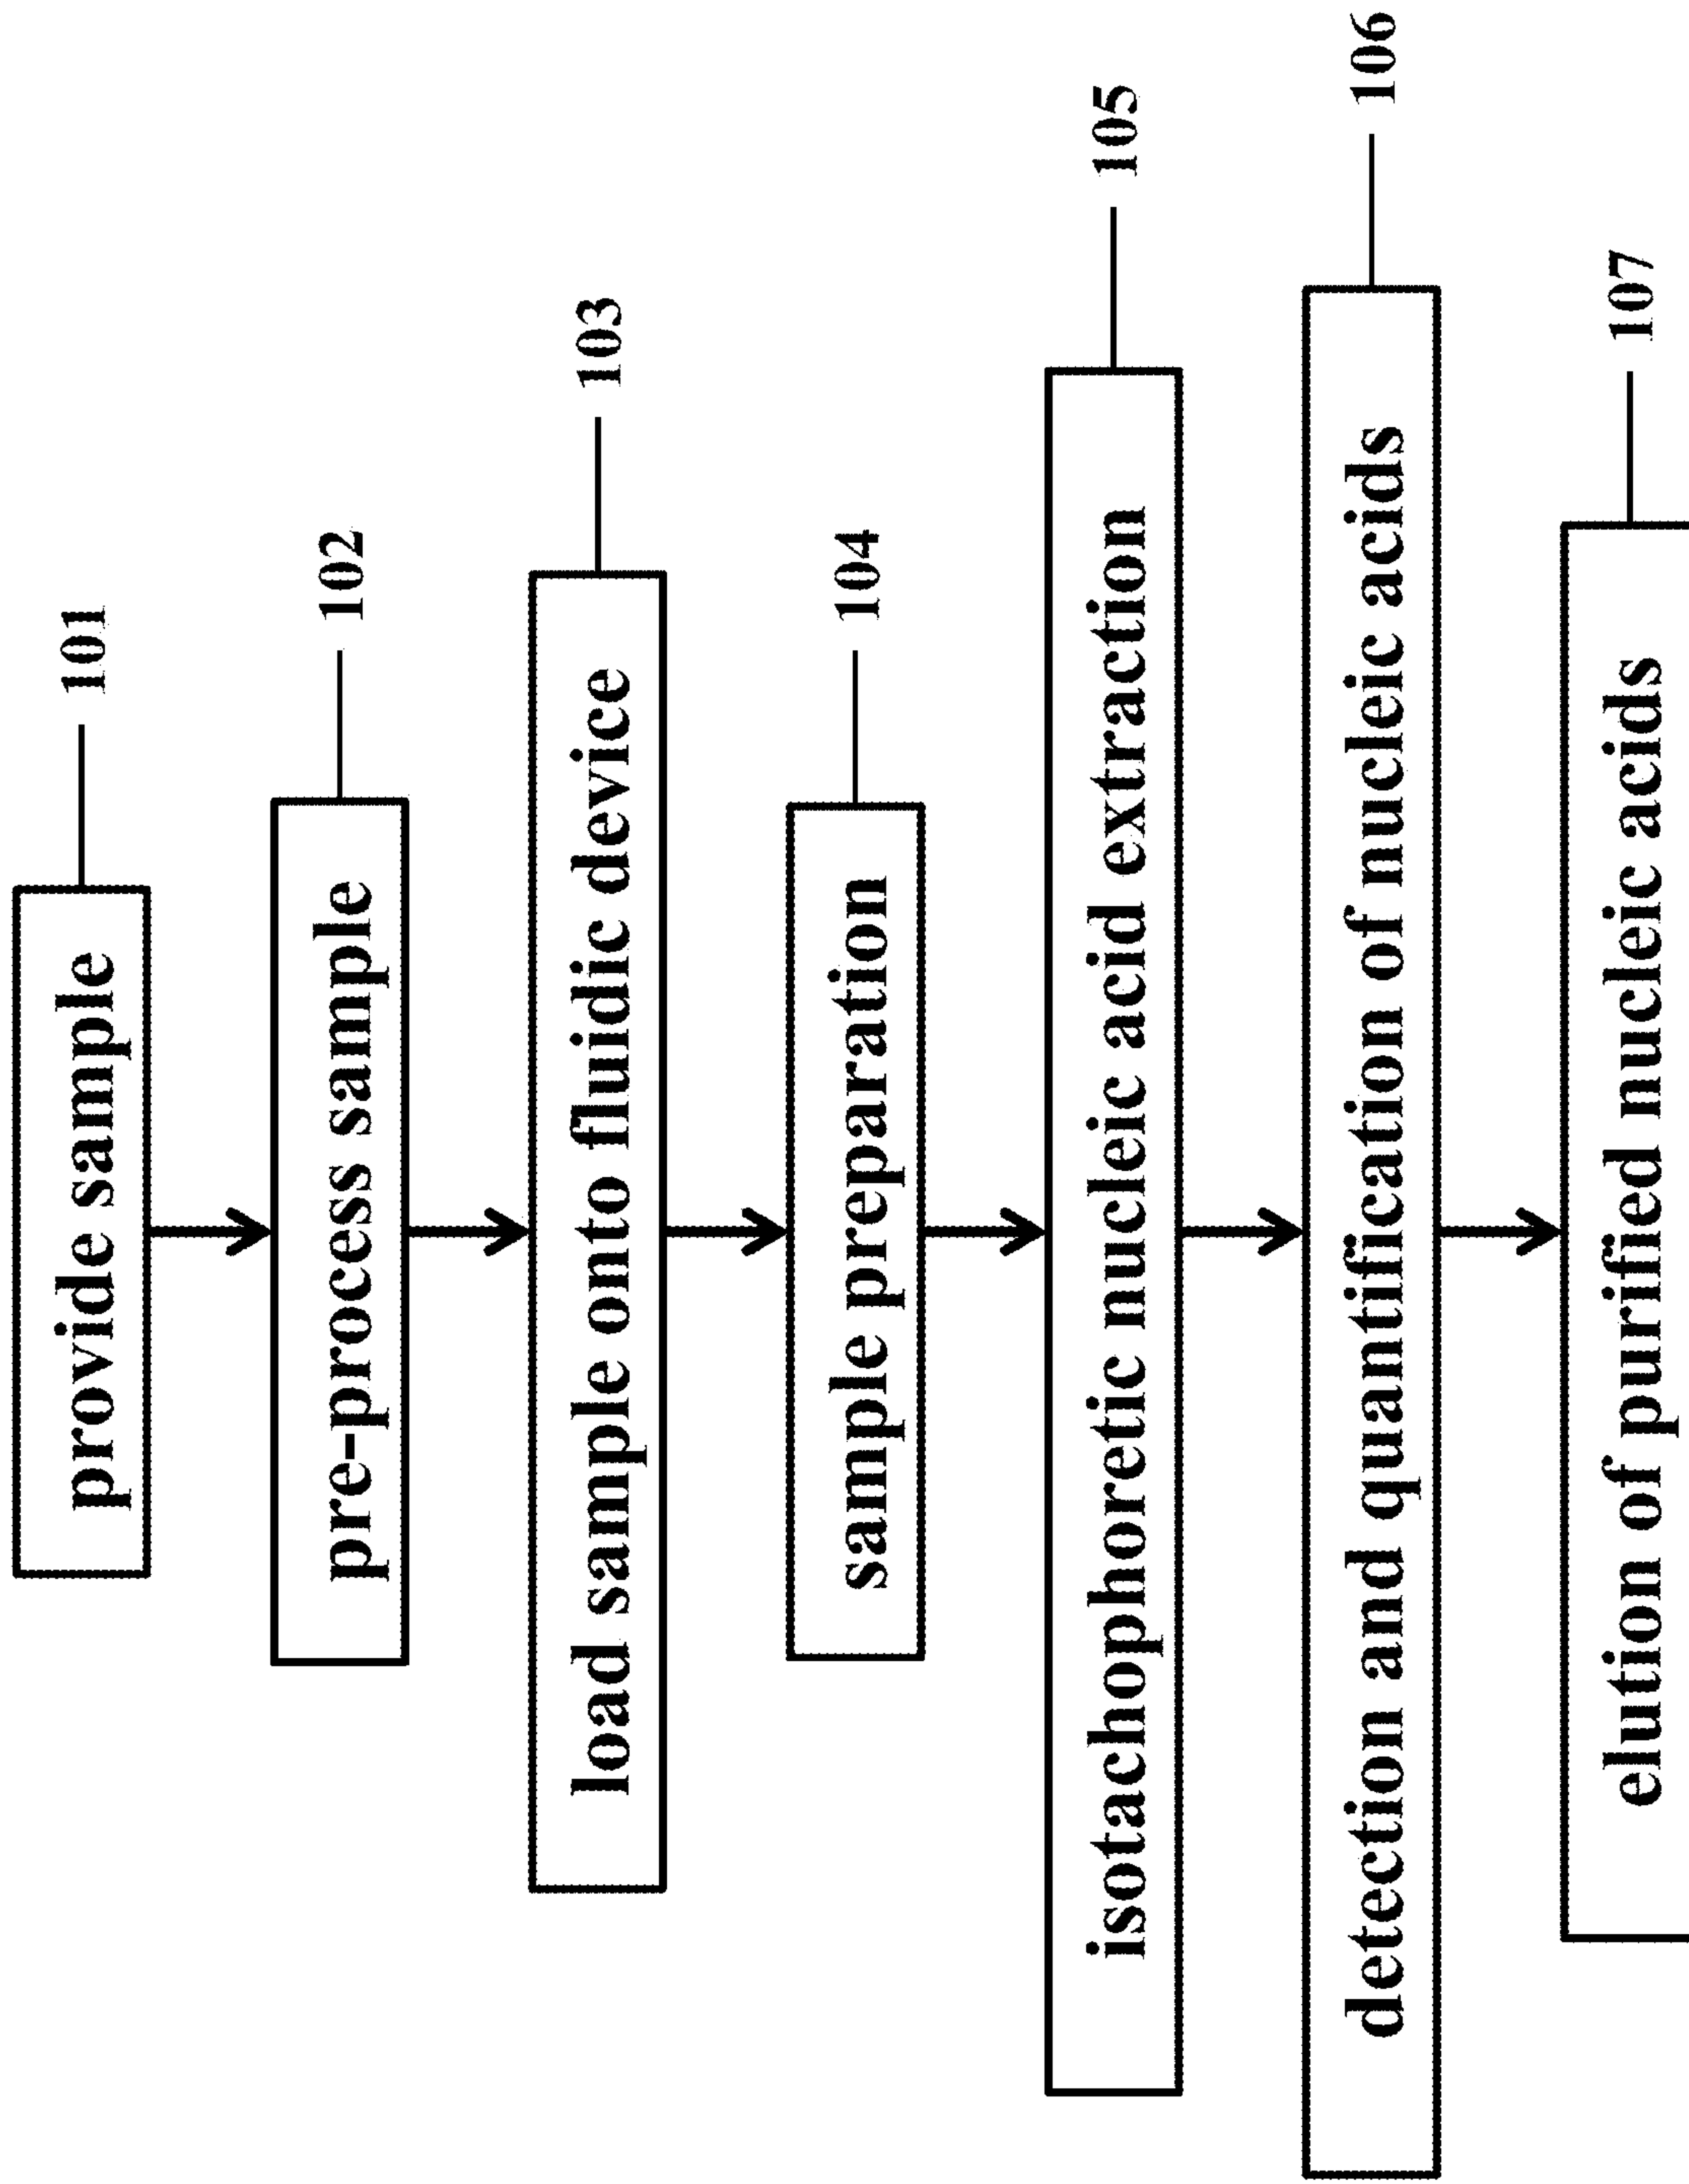 provide sample
101
pre-process sample
102
load sample onto fluidic device
103
sample preparation
104
isotachophoretic nucleic acid extraction
105
detection and quantification of nucleic acids
106
elution of purified nucleic acids
107